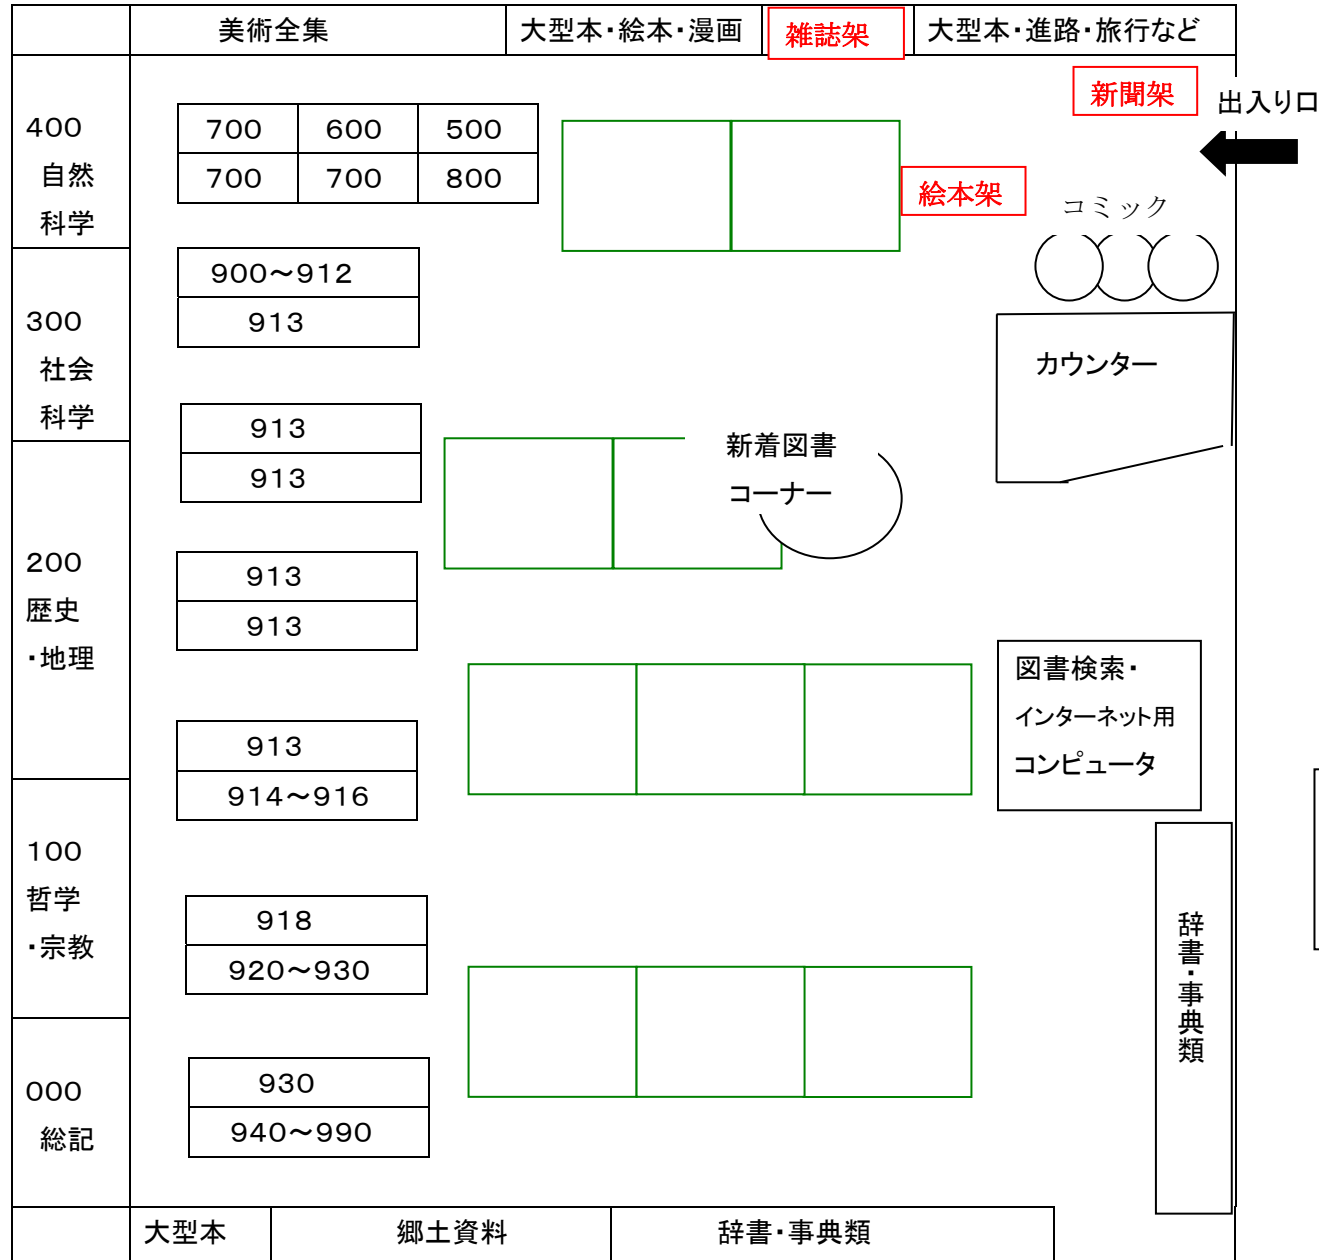 美術全集
大型本・絵本・漫画
雑誌架
大型本・進路・旅行など
新聞架
出入り口
400
自然
科学
700 600 500
700 700 800
絵本架
コミック
900～912
913
300
社会
科学
カウンター
913
913
新着図書
コーナー
200
歴史
・地理
913
913
図書検索・
インターネット用
コンピュータ
913
914～916
100
哲学
・宗教
918
920～930
辞書・事典類
000
総記
930
940～990
大型本
郷土資料
辞書・事典類